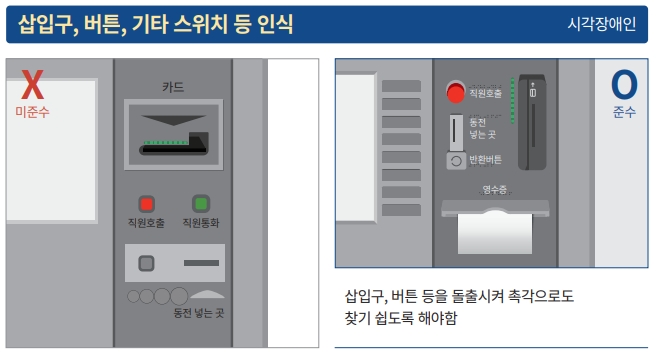 삽입구, 버튼, 기타 스위치 등 인식
시각장애인
X
미준수
카드
직원호출
직원통화
동전 넣는 곳
O
준수
직원호출
동전
넣는 곳
반환버튼
영수증
삽입구, 버튼 등을 돌출시켜 촉각으로도
찾기 쉽도록 해야함